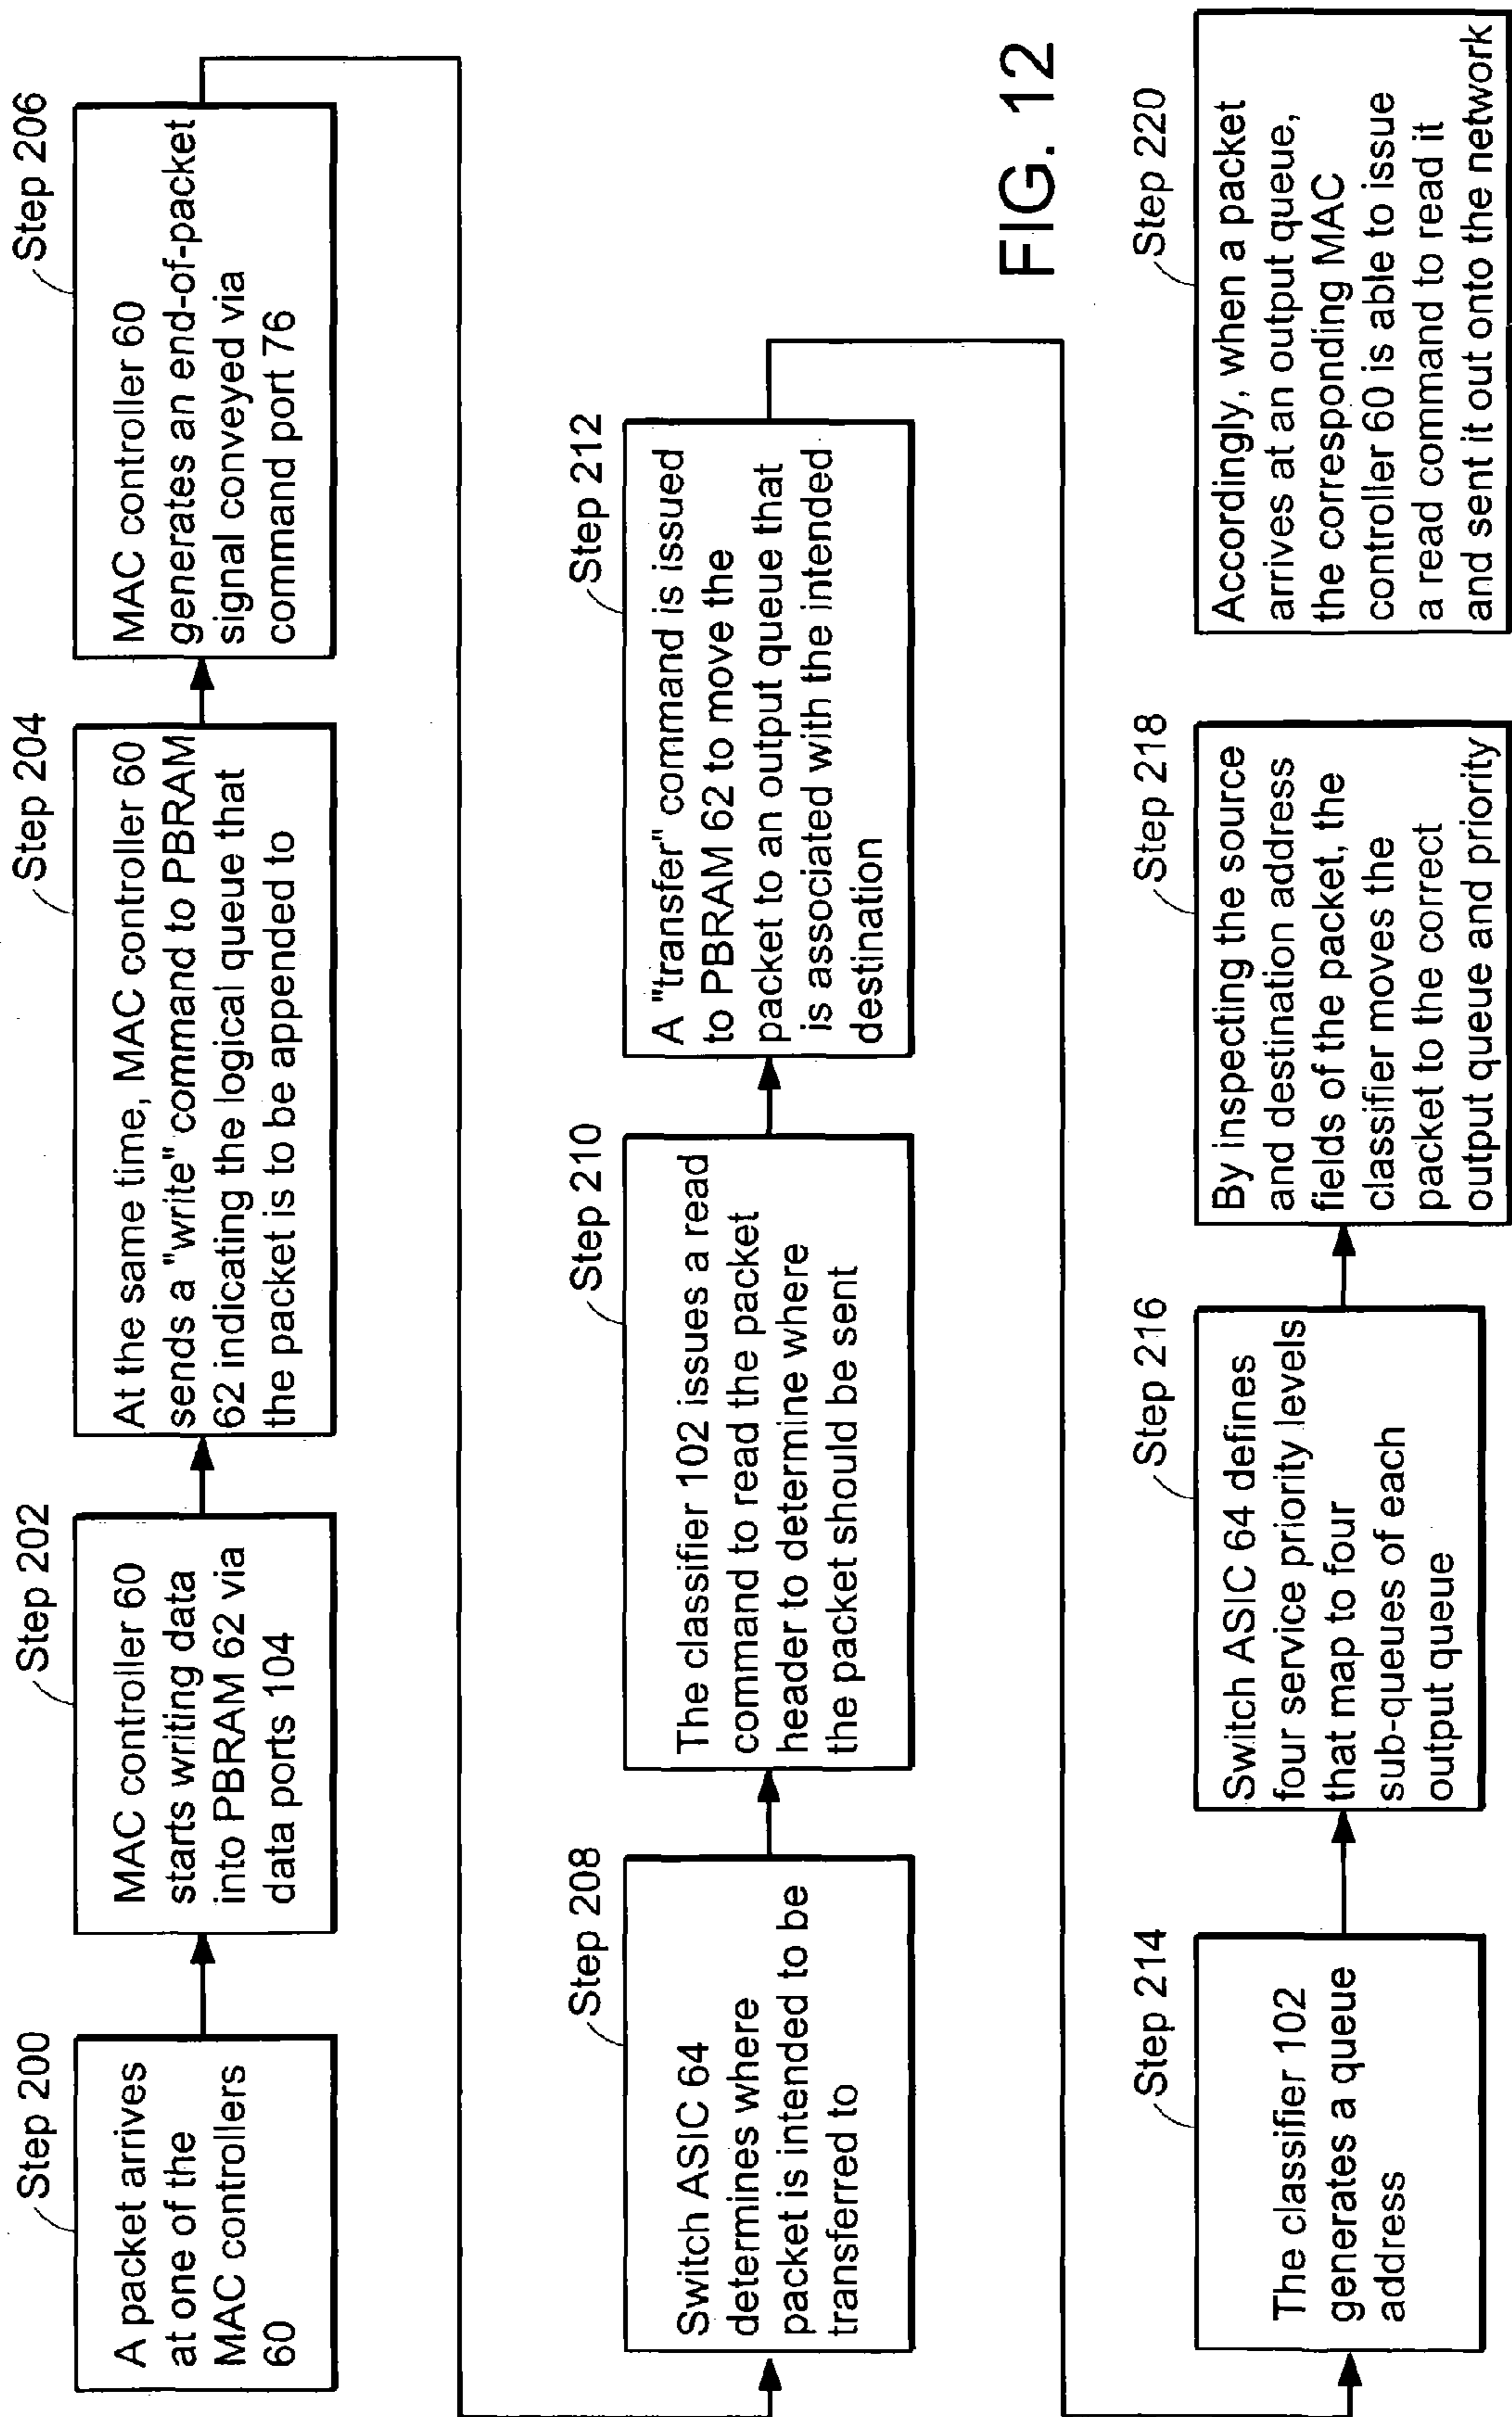 Step 200
A packet arrives
at one of the
MAC controllers
60
Step 202
MAC controller 60
starts writing data
into PBRAM 62 via
data ports 104
Step 204
At the same time, MAC controller 60
sends a "write" command to PBRAM
62 indicating the logical queue that
the packet is to be appended to
Step 206
MAC controller 60
generates an end-of-packet
signal conveyed via
command port 76
Step 208
Switch ASIC 64
determines where
packet is intended to be
transferred to
Step 210
The classifier 102 issues a read
command to read the packet
header to determine where
the packet should be sent
Step 212
A "transfer" command is issued
to PBRAM 62 to move the
packet to an output queue that
is associated with the intended
destination
Step 214
The classifier 102
generates a queue
address
Step 216
Switch ASIC 64 defines
four service priority levels
that map to four
sub-queues of each
output queue
Step 218
By inspecting the source
and destination address
fields of the packet, the
classifier moves the
packet to the correct
output queue and priority
Step 220
Accordingly, when a packet
arrives at an output queue,
the corresponding MAC
controller 60 is able to issue
a read command to read it
and sent it out onto the network
FIG. 12